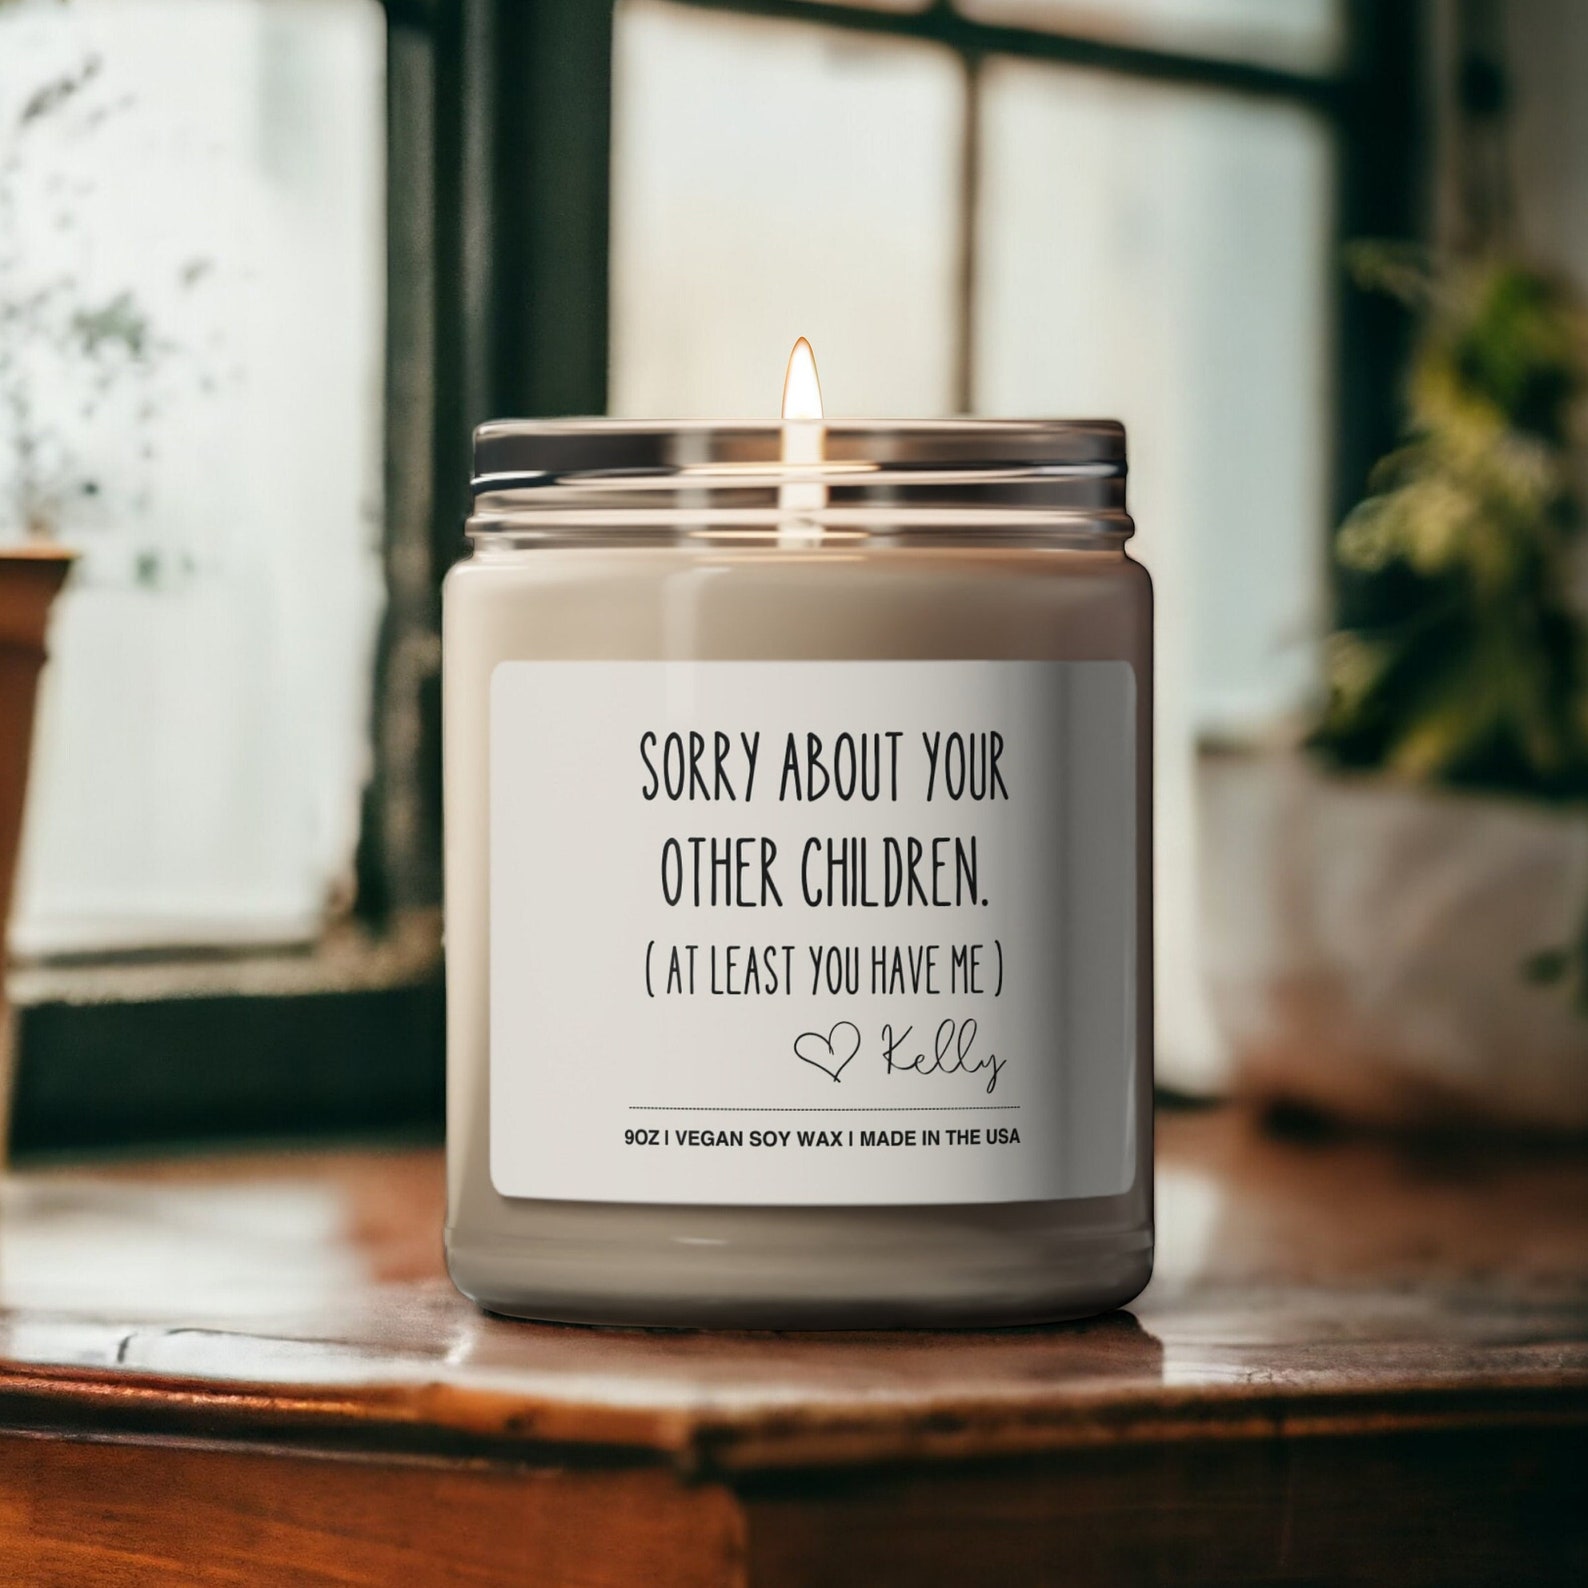 SORRY ABOUT YOUR
OTHER CHILDREN.
( AT LEAST YOU HAVE ME )
♡ Kelly
9OZ | VEGAN SOY WAX | MADE IN THE USA